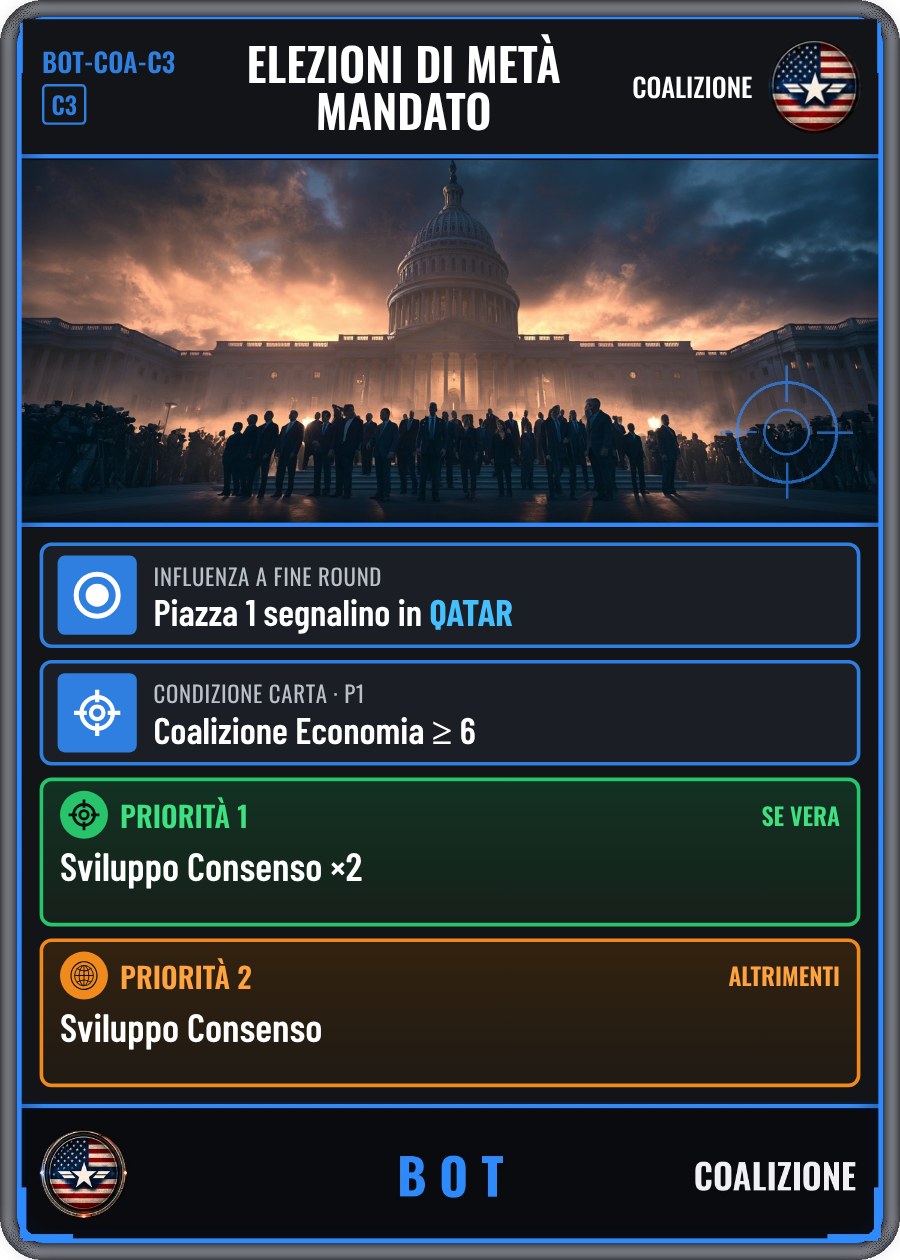 BOT-COA-C3
C3
ELEZIONI DI METÀ
MANDATO
COALIZIONE
INFLUENZA A FINE ROUND
Piazza 1 segnalino in QATAR
CONDIZIONE CARTA · P1
Coalizione Economia ≥ 6
PRIORITÀ 1
SE VERA
Sviluppo Consenso ×2
PRIORITÀ 2
ALTRIMENTI
Sviluppo Consenso
BOT
COALIZIONE